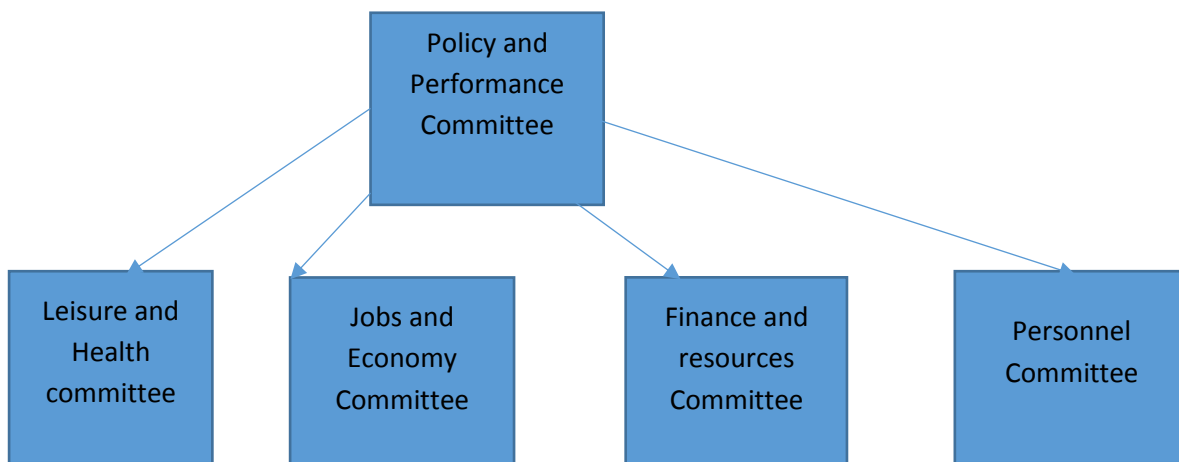 Policy and
Performance
Committee
Leisure and
Health
committee
Jobs and
Economy
Committee
Finance and
resources
Committee
Personnel
Committee